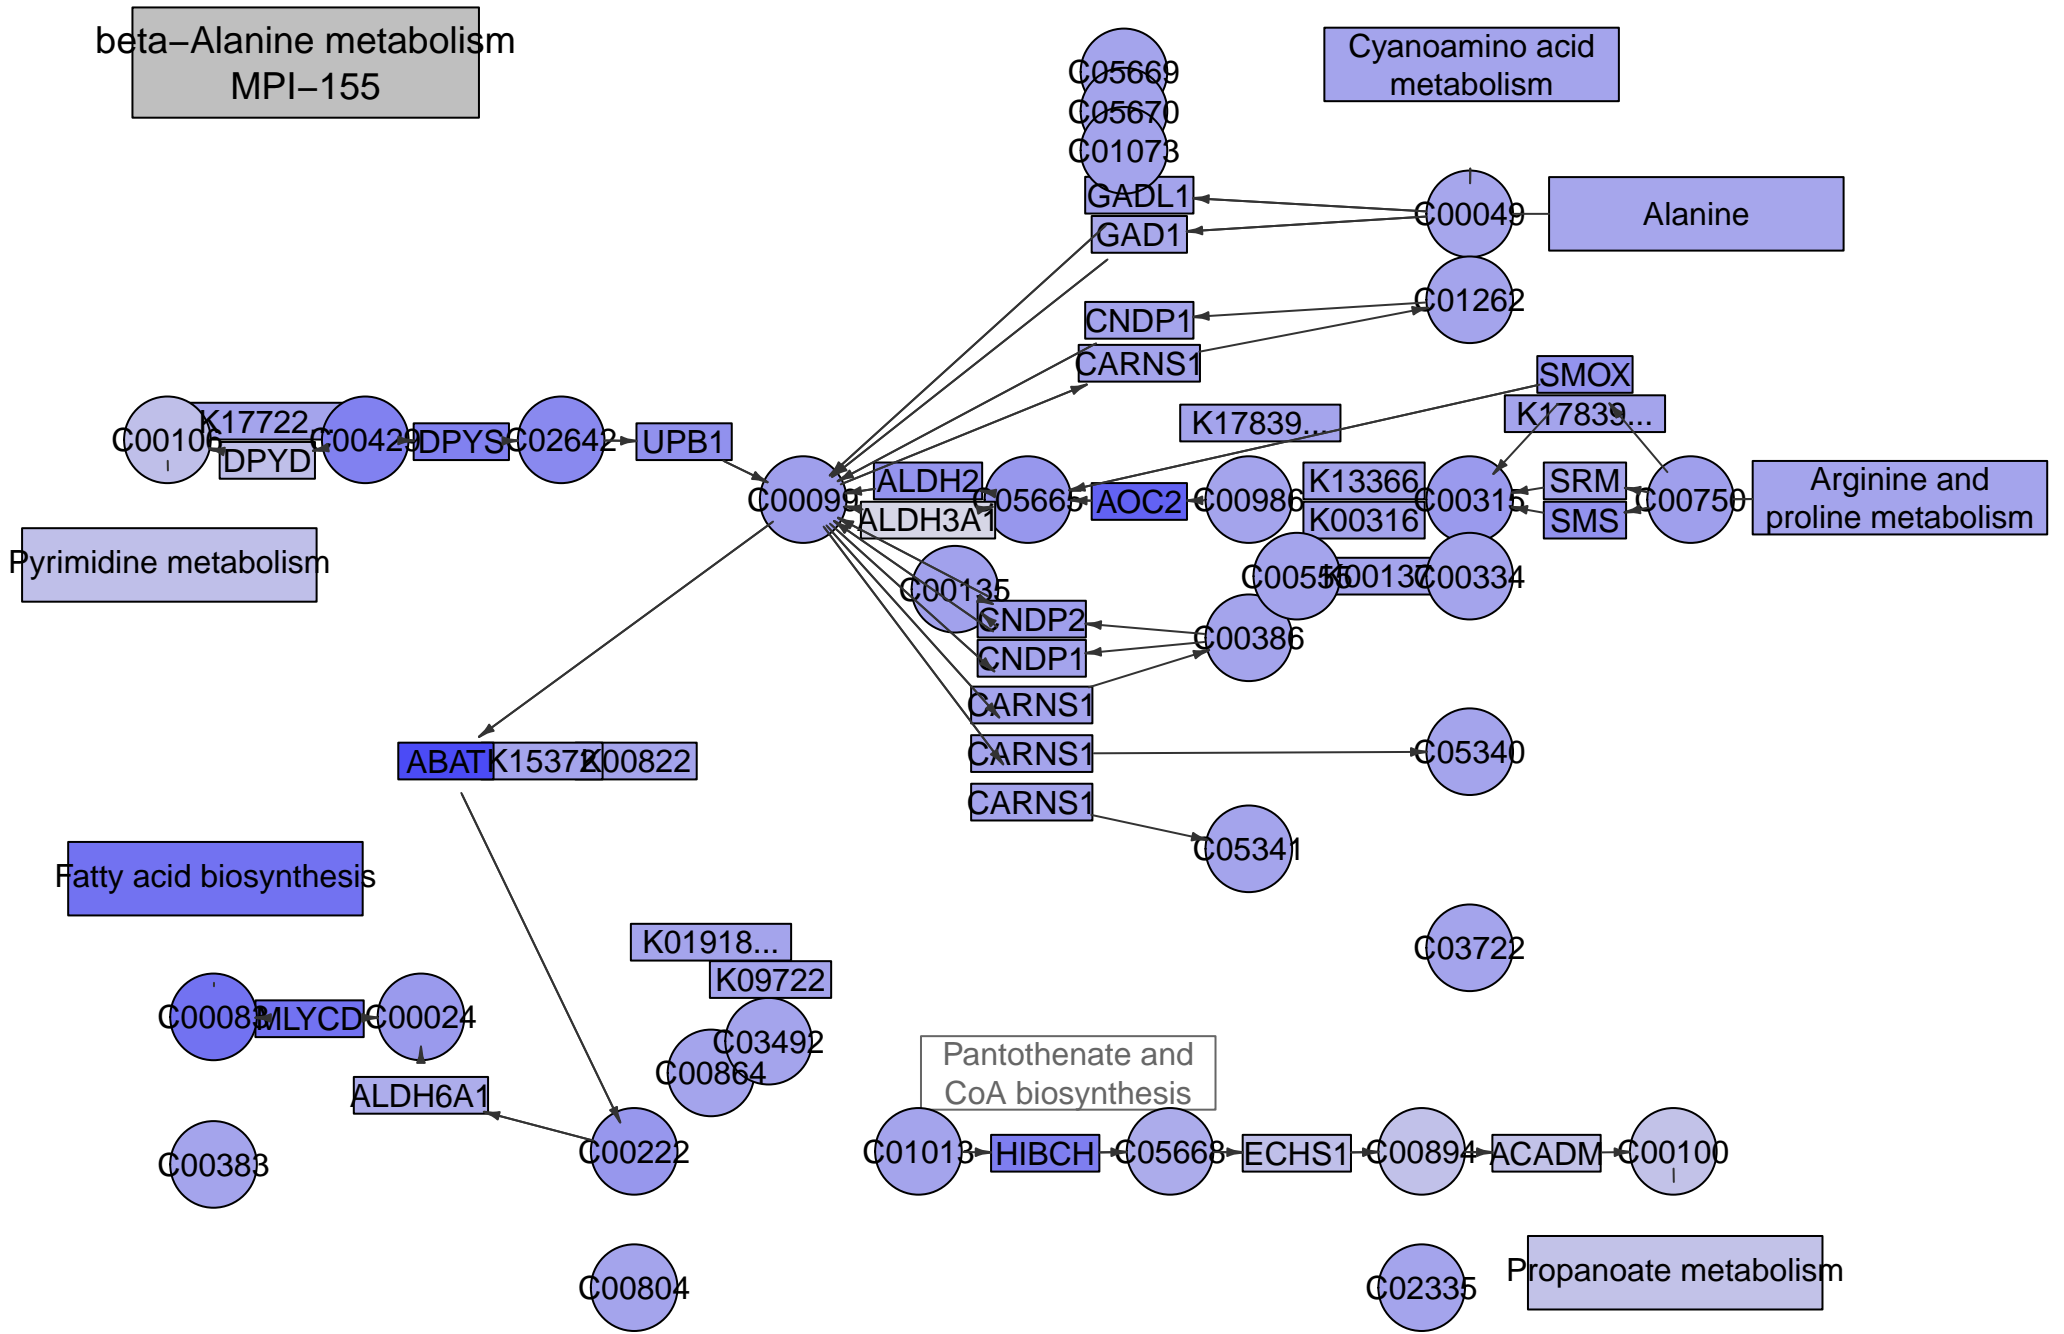 beta−Alanine metabolism
MPI−155
C05669
C05670
C01073
Cyanoamino acid
metabolism
GADL1
GAD1
C00049
Alanine
C01262
CNDP1
CARNS1
SMOX
K17839...
K17839...
C00106
K17722...
DPYD
C00429
DPYS
C02642
UPB1
C00099
ALDH2
ALDH3A1
C05665
AOC2
C00986
K13366
K00316
C00315
SRM
SMS
C00750
Arginine and
proline metabolism
Pyrimidine metabolism
C00135
C00555
K00137
C00334
CNDP2
CNDP1
C00386
CARNS1
CARNS1
CARNS1
C05340
C05341
ABAT
K15372
K00822
Fatty acid biosynthesis
K01918...
K09722
C03722
C00083
MLYCD
C00024
C03492
C00864
ALDH6A1
Pantothenate and
CoA biosynthesis
C00383
C00222
C01013
HIBCH
C05668
ECHS1
C00894
ACADM
C00100
C00804
C02335
Propanoate metabolism